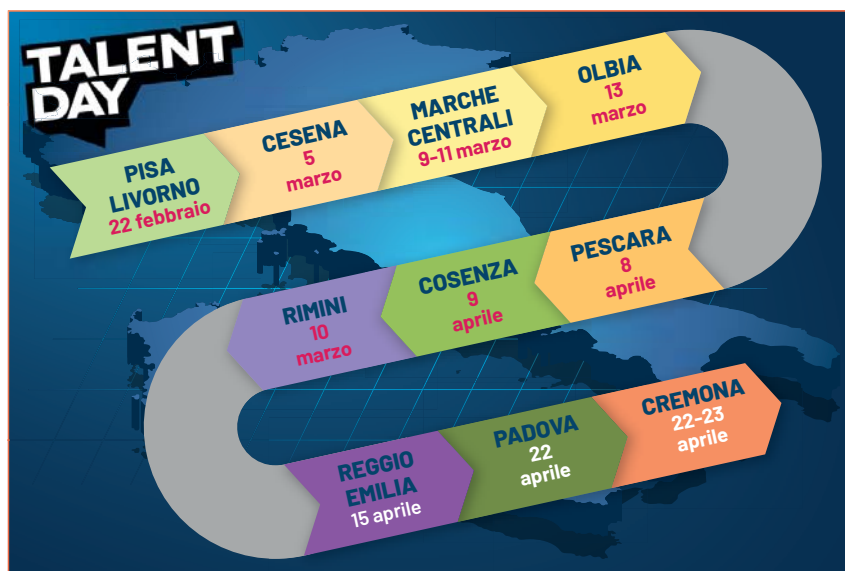 TALENT
DAY
PISA
LIVORNO
22 febbraio
CESENA
5
marzo
MARCHE
CENTRALI
9-11 marzo
OLBIA
13
marzo
PESCARA
8
aprile
COSENZA
9
aprile
RIMINI
10
marzo
REGGIO
EMILIA
15 aprile
PADOVA
22
aprile
CREMONA
22-23
aprile